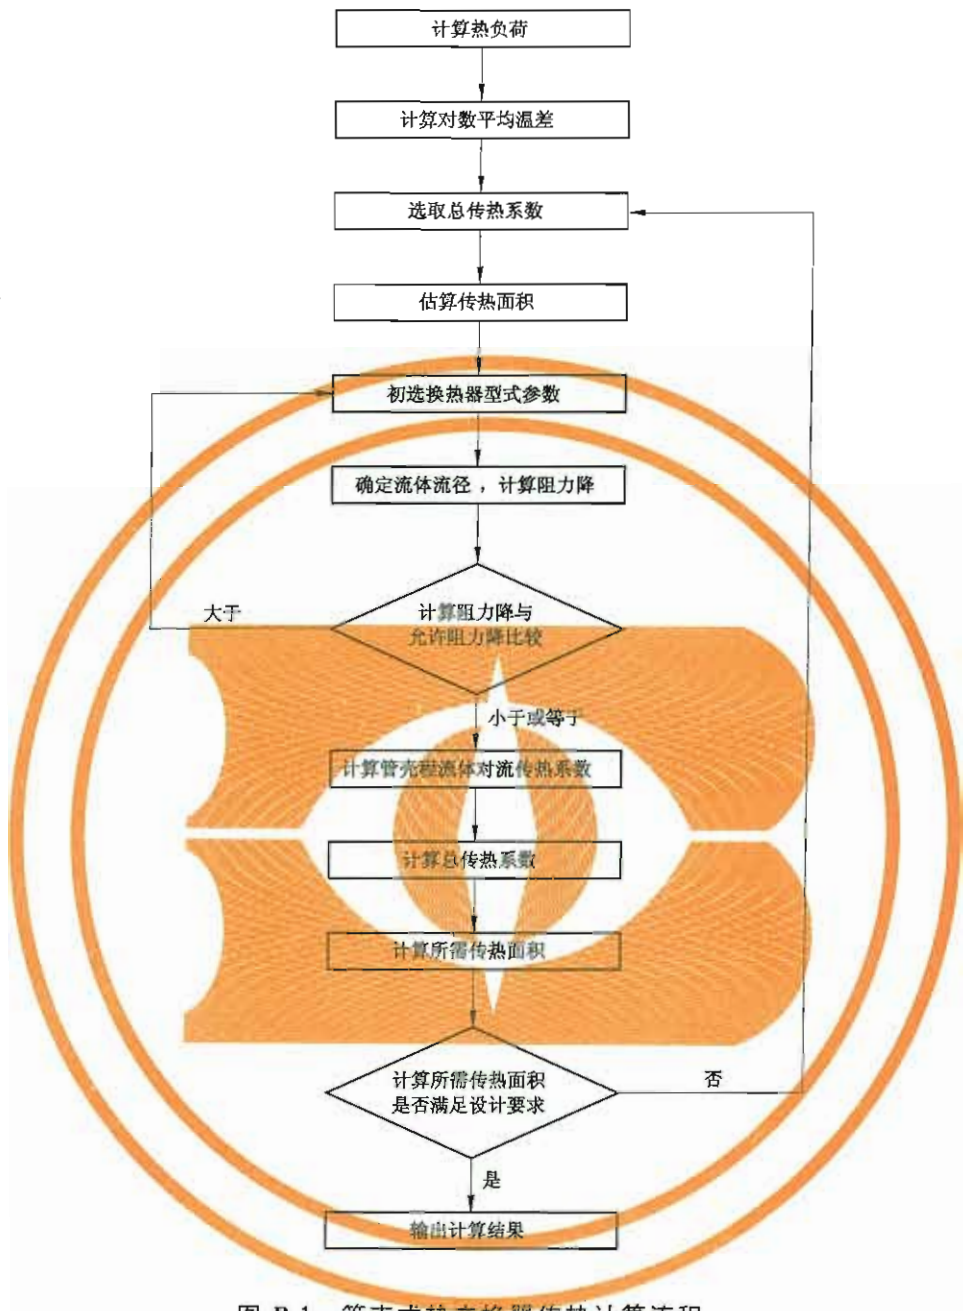 计算热负荷
计算对数平均温差
选取总传热系数
估算传热面积
初选换热器型式参数
确定流体流径，计算阻力降
大于
计算阻力降与
允许阻力降比较
小于或等于
计算管壳程流体对流传热系数
计算总传热系数
计算所需传热面积
计算所需传热面积
是否满足设计要求
否
是
输出计算结果